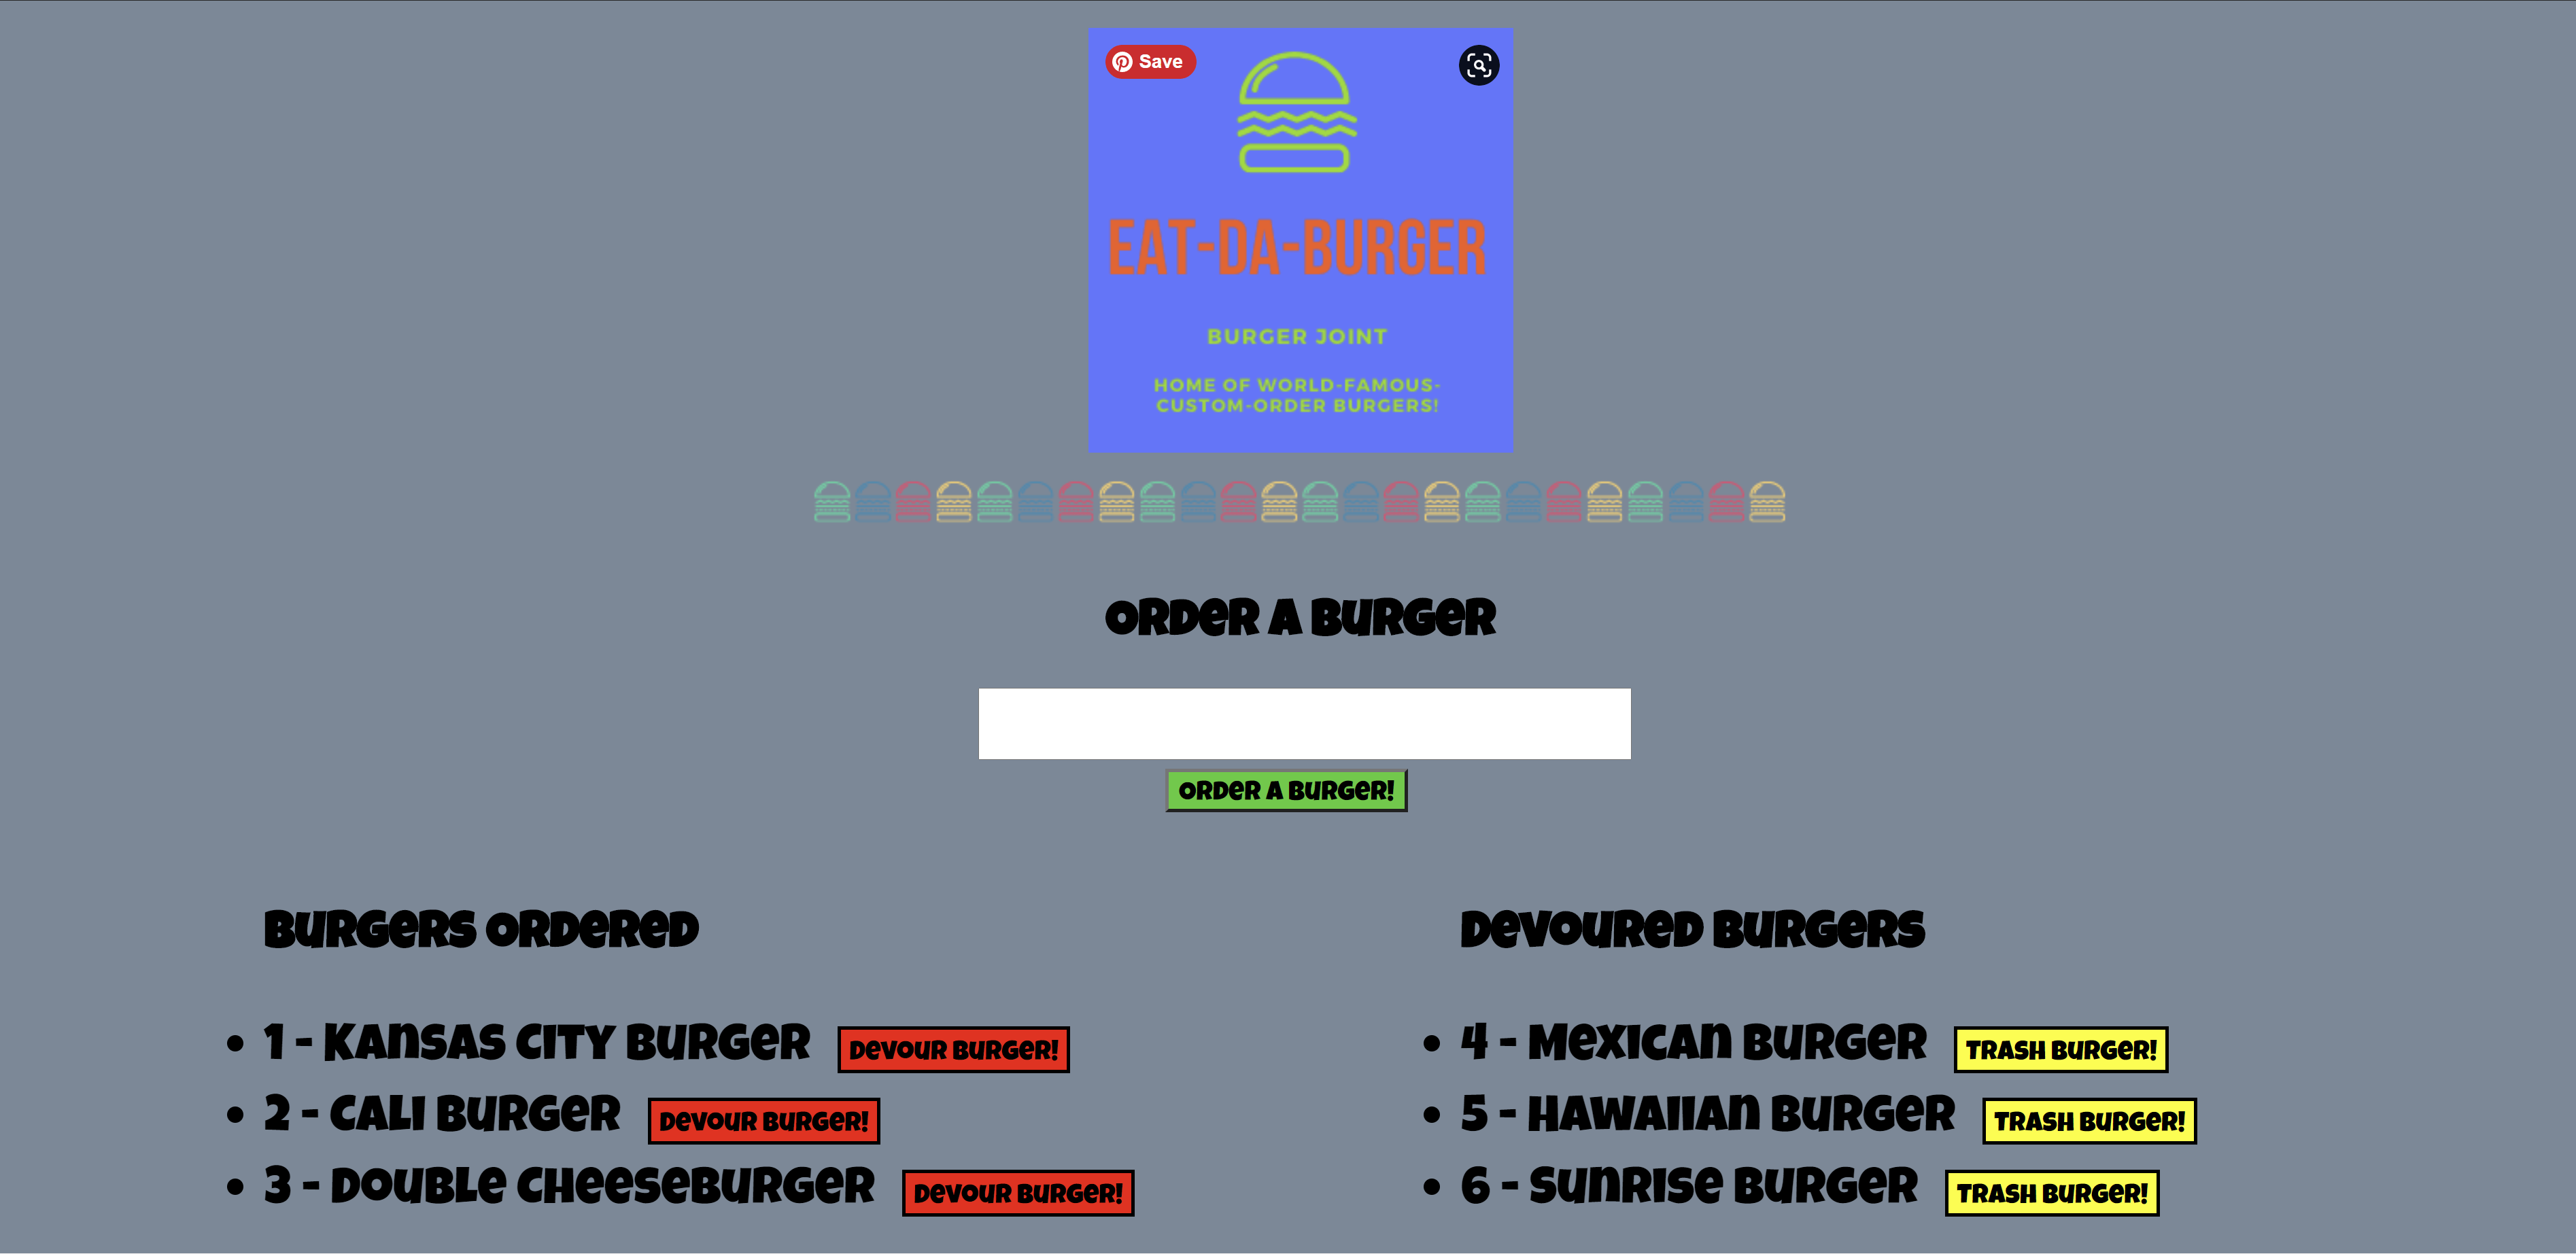 Save
EAT-DA-BURGER
BURGER JOINT
HOME OF WORLD-FAMOUS-
CUSTOM-ORDER BURGERS!
Order A Burger
Order A Burger!
Burgers Ordered
1 - Kansas City Burger Devour Burger!
2 - Cali Burger Devour Burger!
3 - Double Cheeseburger Devour Burger!
Devoured Burgers
4 - Mexican Burger Trash Burger!
5 - Hawaiian Burger Trash Burger!
6 - Sunrise Burger Trash Burger!